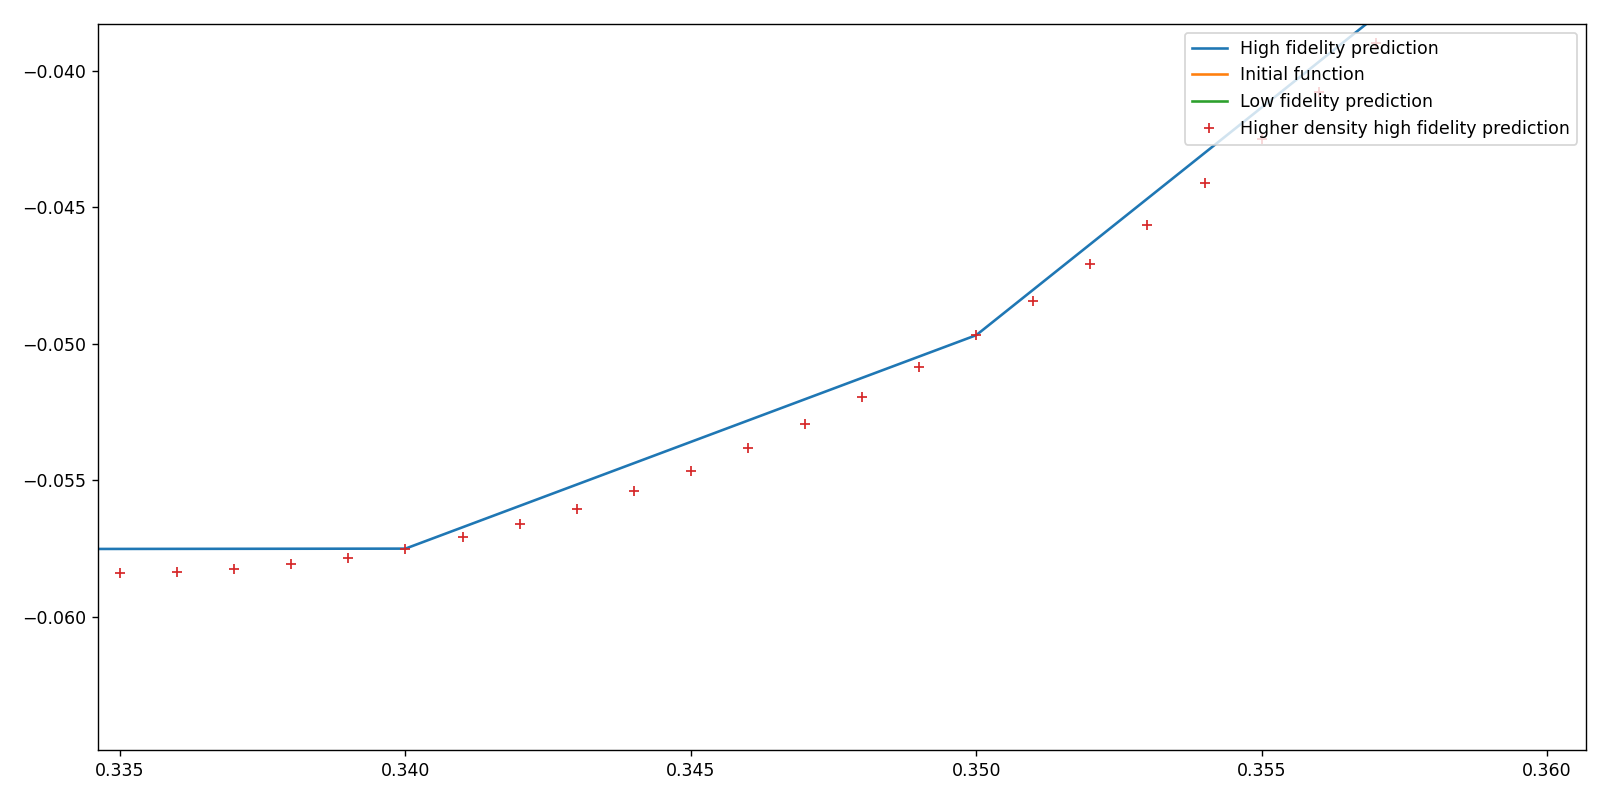 −0.040
−0.045
−0.050
−0.055
−0.060
High fidelity prediction
Initial function
Low fidelity prediction
Higher density high fidelity prediction
0.335
0.340
0.345
0.350
0.355
0.360